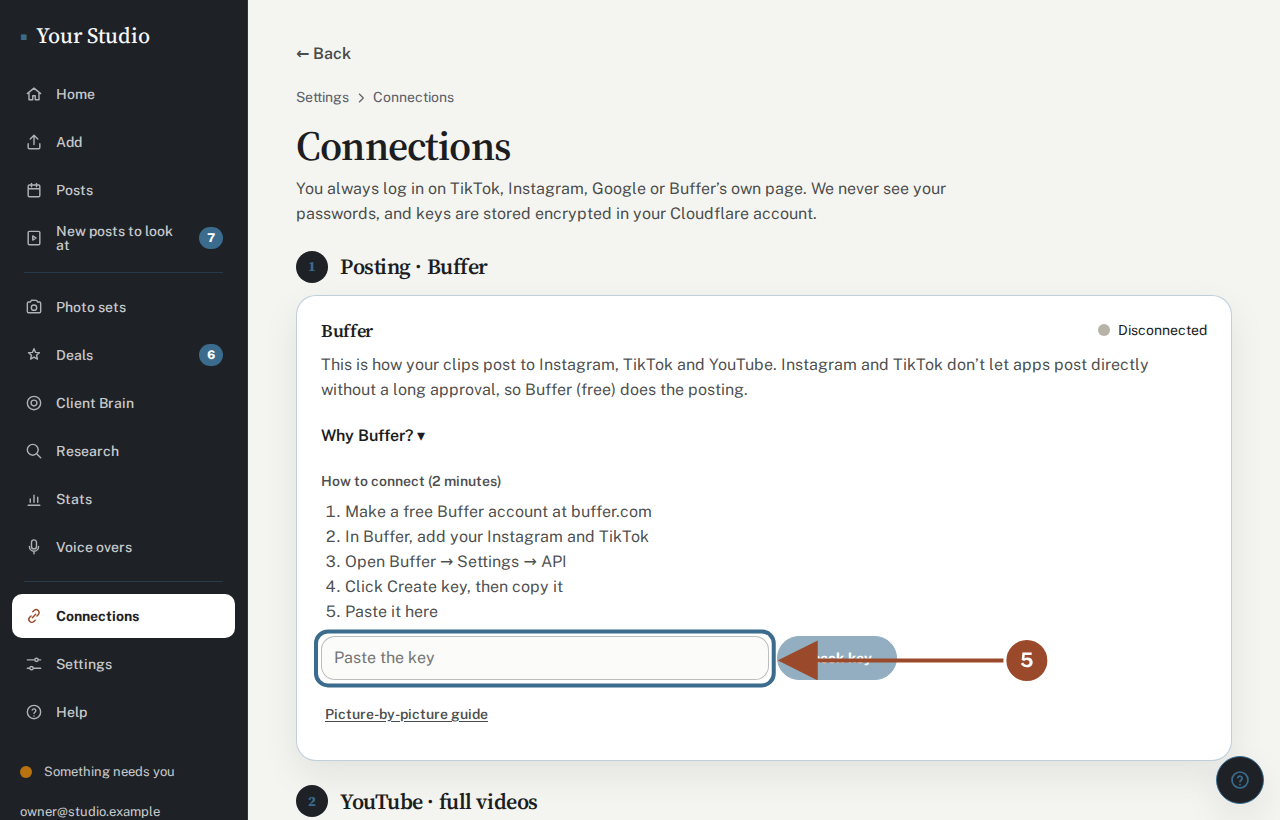 Your Studio
Home
Add
Posts
New posts to look
at
7
Photo sets
Deals
6
Client Brain
Research
Stats
Voice overs
Connections
Settings
Help
Something needs you
owner@studio.example
← Back
Settings > Connections
Connections
You always log in on TikTok, Instagram, Google or Buffer’s own page. We never see your
passwords, and keys are stored encrypted in your Cloudflare account.
1 Posting · Buffer
Buffer
Disconnected
This is how your clips post to Instagram, TikTok and YouTube. Instagram and TikTok don’t let apps post directly
without a long approval, so Buffer (free) does the posting.
Why Buffer? ▾
How to connect (2 minutes)
1. Make a free Buffer account at buffer.com
2. In Buffer, add your Instagram and TikTok
3. Open Buffer → Settings → API
4. Click Create key, then copy it
5. Paste it here
Paste the key
key
5
Picture-by-picture guide
2 YouTube · full videos